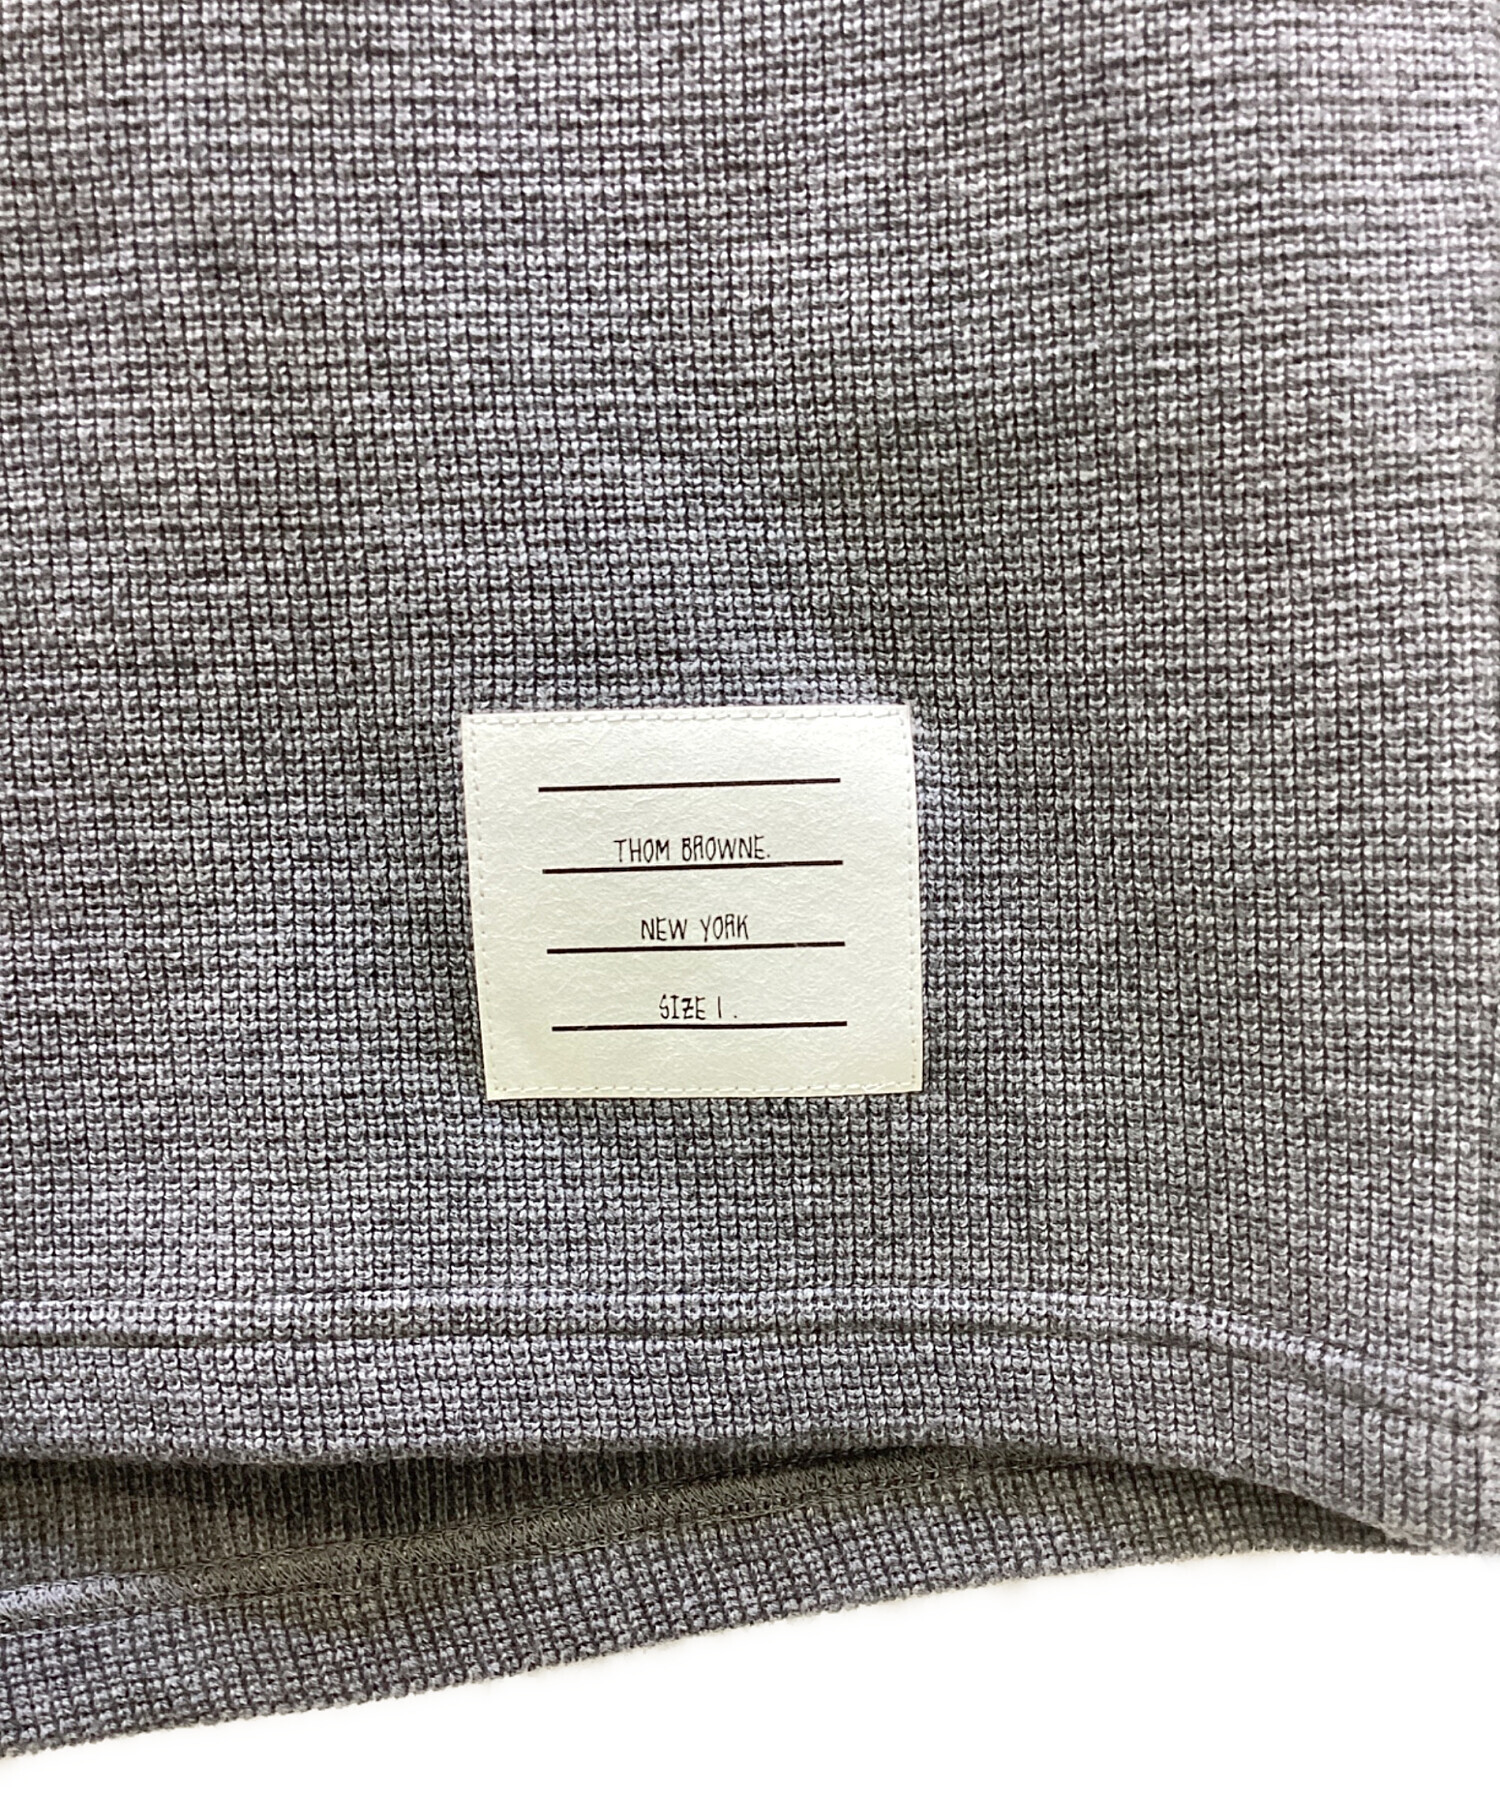 THOM BROWNE.
NEW YORK
SIZE 1.